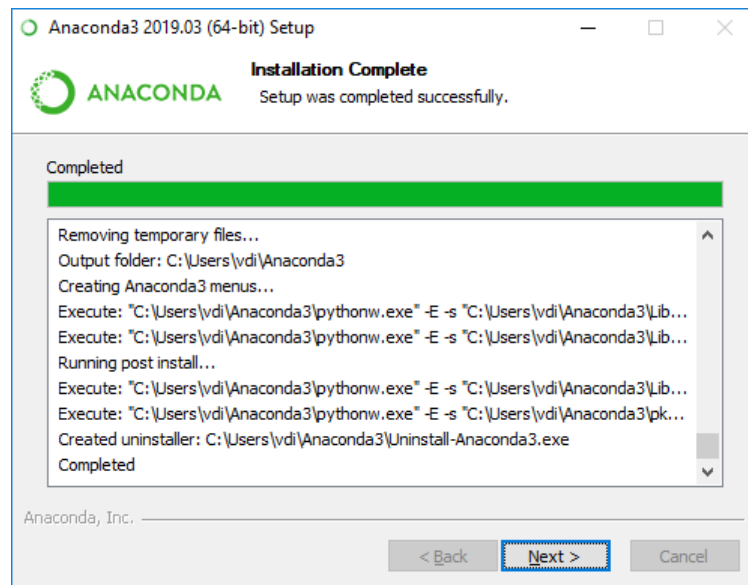 Anaconda3 2019.03 (64-bit) Setup
ANACONDA
Installation Complete
Setup was completed successfully.
Completed
Removing temporary files...
Output folder: C:\Users\vdi\Anaconda3
Creating Anaconda3 menus...
Execute: "C:\Users\vdi\Anaconda3\pythonw.exe" -E -s "C:\Users\vdi\Anaconda3\Lib...
Execute: "C:\Users\vdi\Anaconda3\pythonw.exe" -E -s "C:\Users\vdi\Anaconda3\Lib...
Running post install...
Execute: "C:\Users\vdi\Anaconda3\pythonw.exe" -E -s "C:\Users\vdi\Anaconda3\Lib...
Execute: "C:\Users\vdi\Anaconda3\pythonw.exe" -E -s "C:\Users\vdi\Anaconda3\pk...
Created uninstaller: C:\Users\vdi\Anaconda3\Uninstall-Anaconda3.exe
Completed
Anaconda, Inc.
< Back Next > Cancel